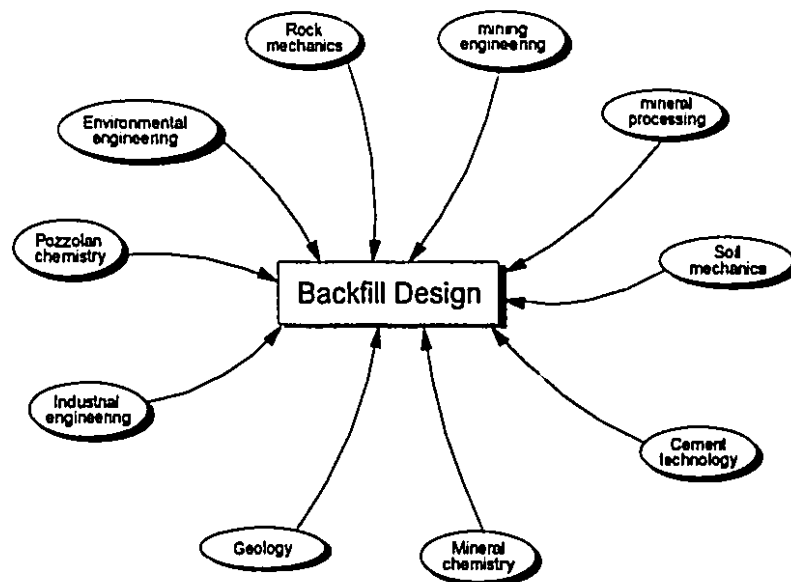 Rock
mechanics
mining
engineering
mineral
processing
Environmental
engineering
Pozzolan
chemistry
Soil
mechanics
Backfill Design
Industrial
engineering
Cement
technology
Geology
Mineral
chemistry